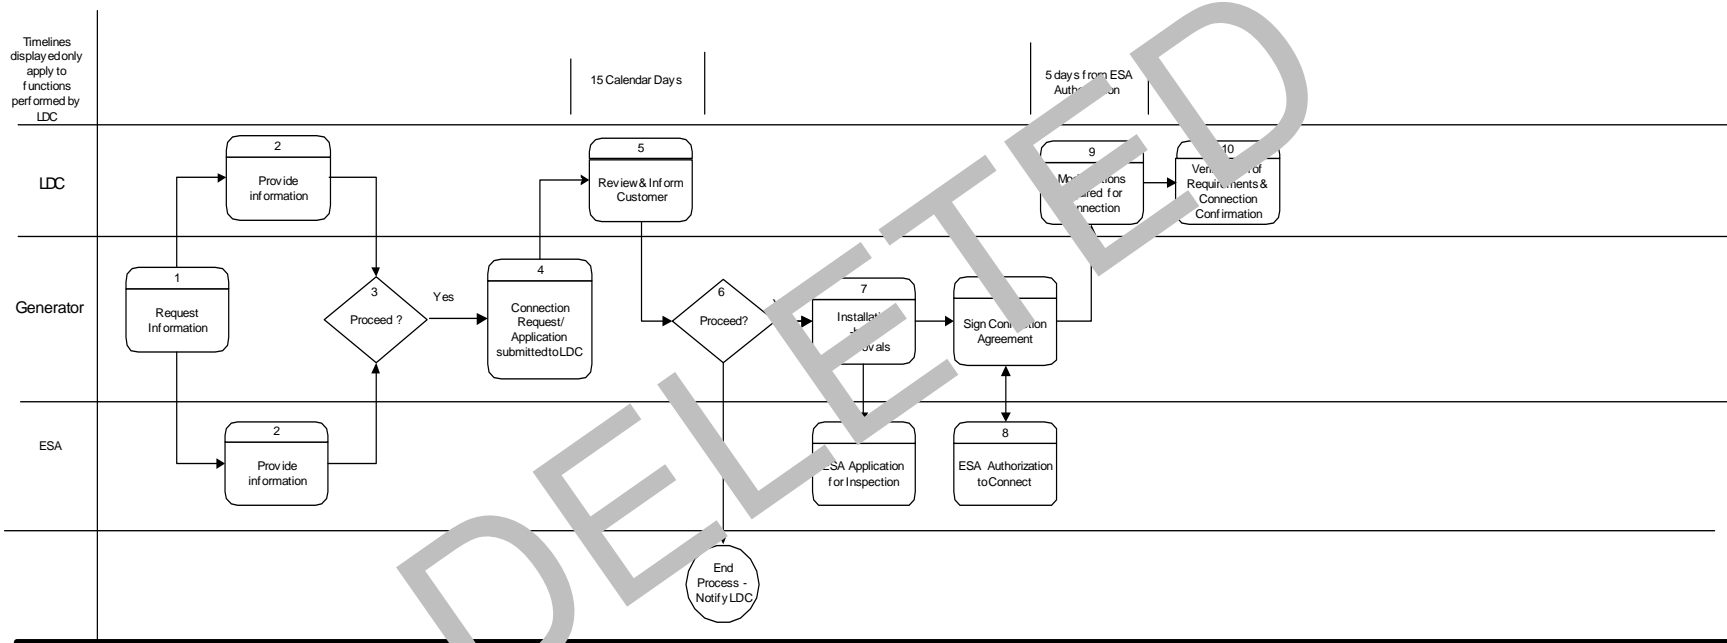 Timelines
displayed only
apply to
functions
performed by
LDC
15 Calendar Days
5 days from ESA
LDC
2
Provide
information
5
Review & Inform
Customer
9
for
10
of
Requirements &
Connection
Confirmation
Generator
1
Request
Information
3
Proceed ?
Yes
4
Connection
Request/
Application
submitted to LDC
6
Proceed?
7
Sign
Agreement
ESA
2
Provide
information
ESA Application
for Inspection
8
ESA Authorization
to Connect
End
Process -
Notify LDC
DELETED